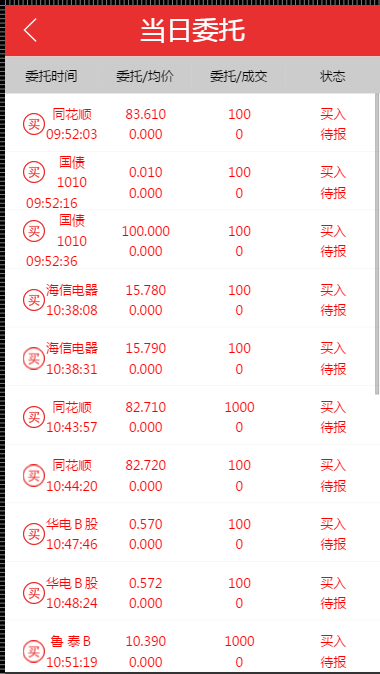 当日委托
委托时间 委托/均价 委托/成交 状态
买 同花顺 83.610 100 买入
09:52:03 0.000 0 待报
买 国债 0.010 100 买入
1010 0.000 0 待报
09:52:16
买 国债 100.000 100 买入
1010 0.000 0 待报
09:52:36
买 海信电器 15.780 100 买入
10:38:08 0.000 0 待报
买 海信电器 15.790 100 买入
10:38:31 0.000 0 待报
买 同花顺 82.710 1000 买入
10:43:57 0.000 0 待报
买 同花顺 82.720 100 买入
10:44:20 0.000 0 待报
买 华电B股 0.570 100 买入
10:47:46 0.000 0 待报
买 华电B股 0.572 100 买入
10:48:24 0.000 0 待报
买 鲁 泰B 10.390 1000 买入
10:51:19 0.000 0 待报